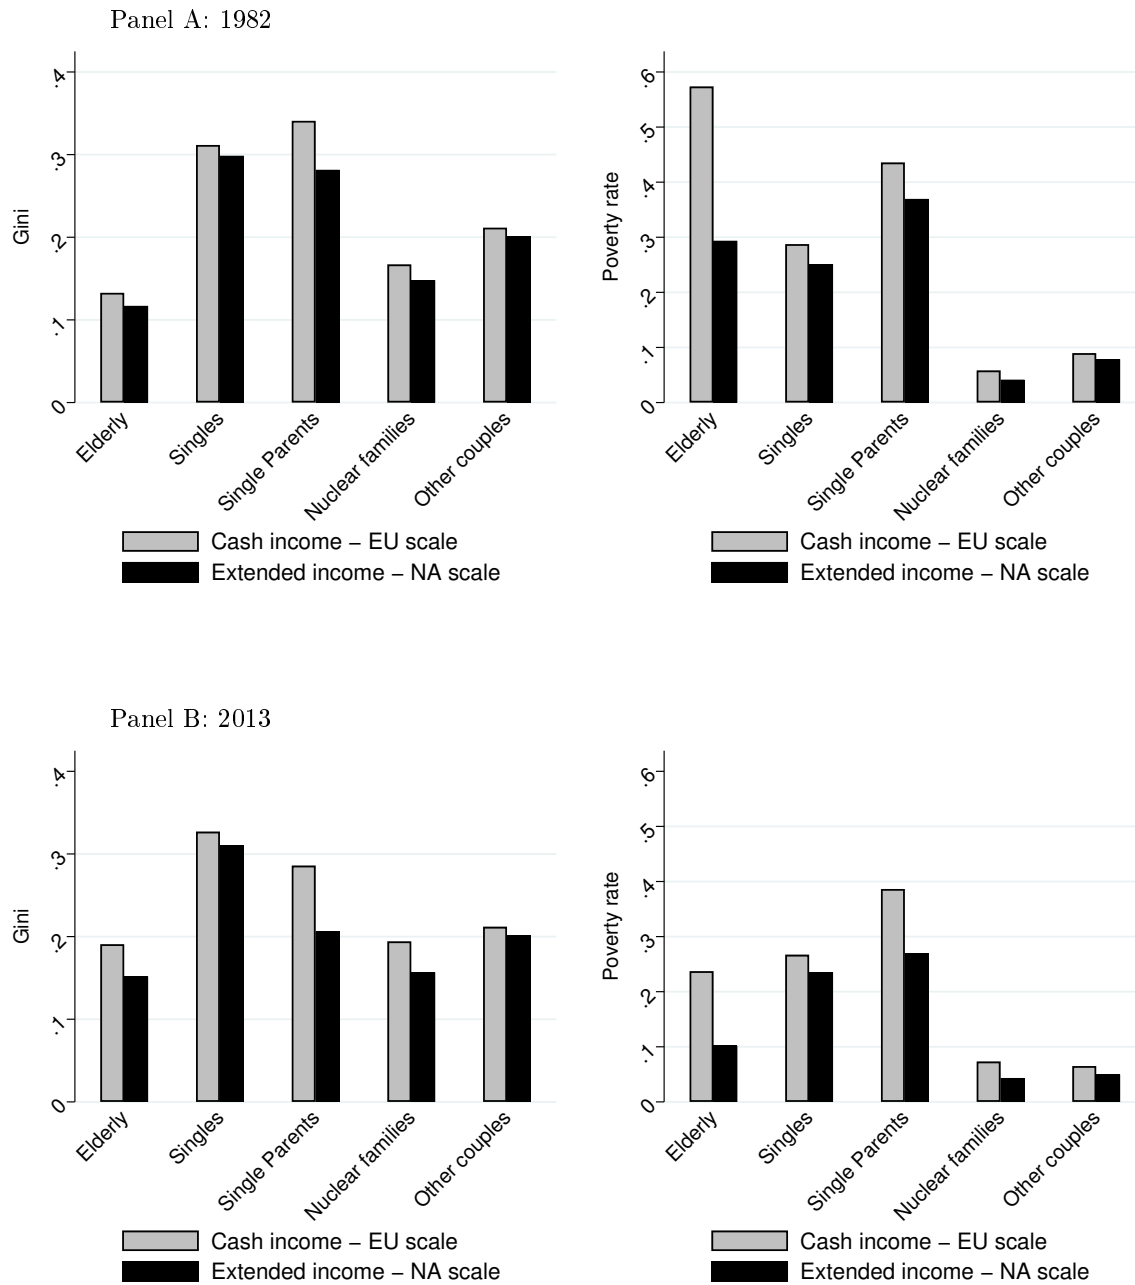 Panel A: 1982
Gini
0 .1 .2 .3 .4
Elderly
Singles
Single Parents
Nuclear families
Other couples
Cash income – EU scale
Extended income – NA scale
Poverty rate
0 .1 .2 .3 .4 .5 .6
Elderly
Singles
Single Parents
Nuclear families
Other couples
Cash income – EU scale
Extended income – NA scale
Panel B: 2013
Gini
0 .1 .2 .3 .4
Elderly
Singles
Single Parents
Nuclear families
Other couples
Cash income – EU scale
Extended income – NA scale
Poverty rate
0 .1 .2 .3 .4 .5 .6
Elderly
Singles
Single Parents
Nuclear families
Other couples
Cash income – EU scale
Extended income – NA scale